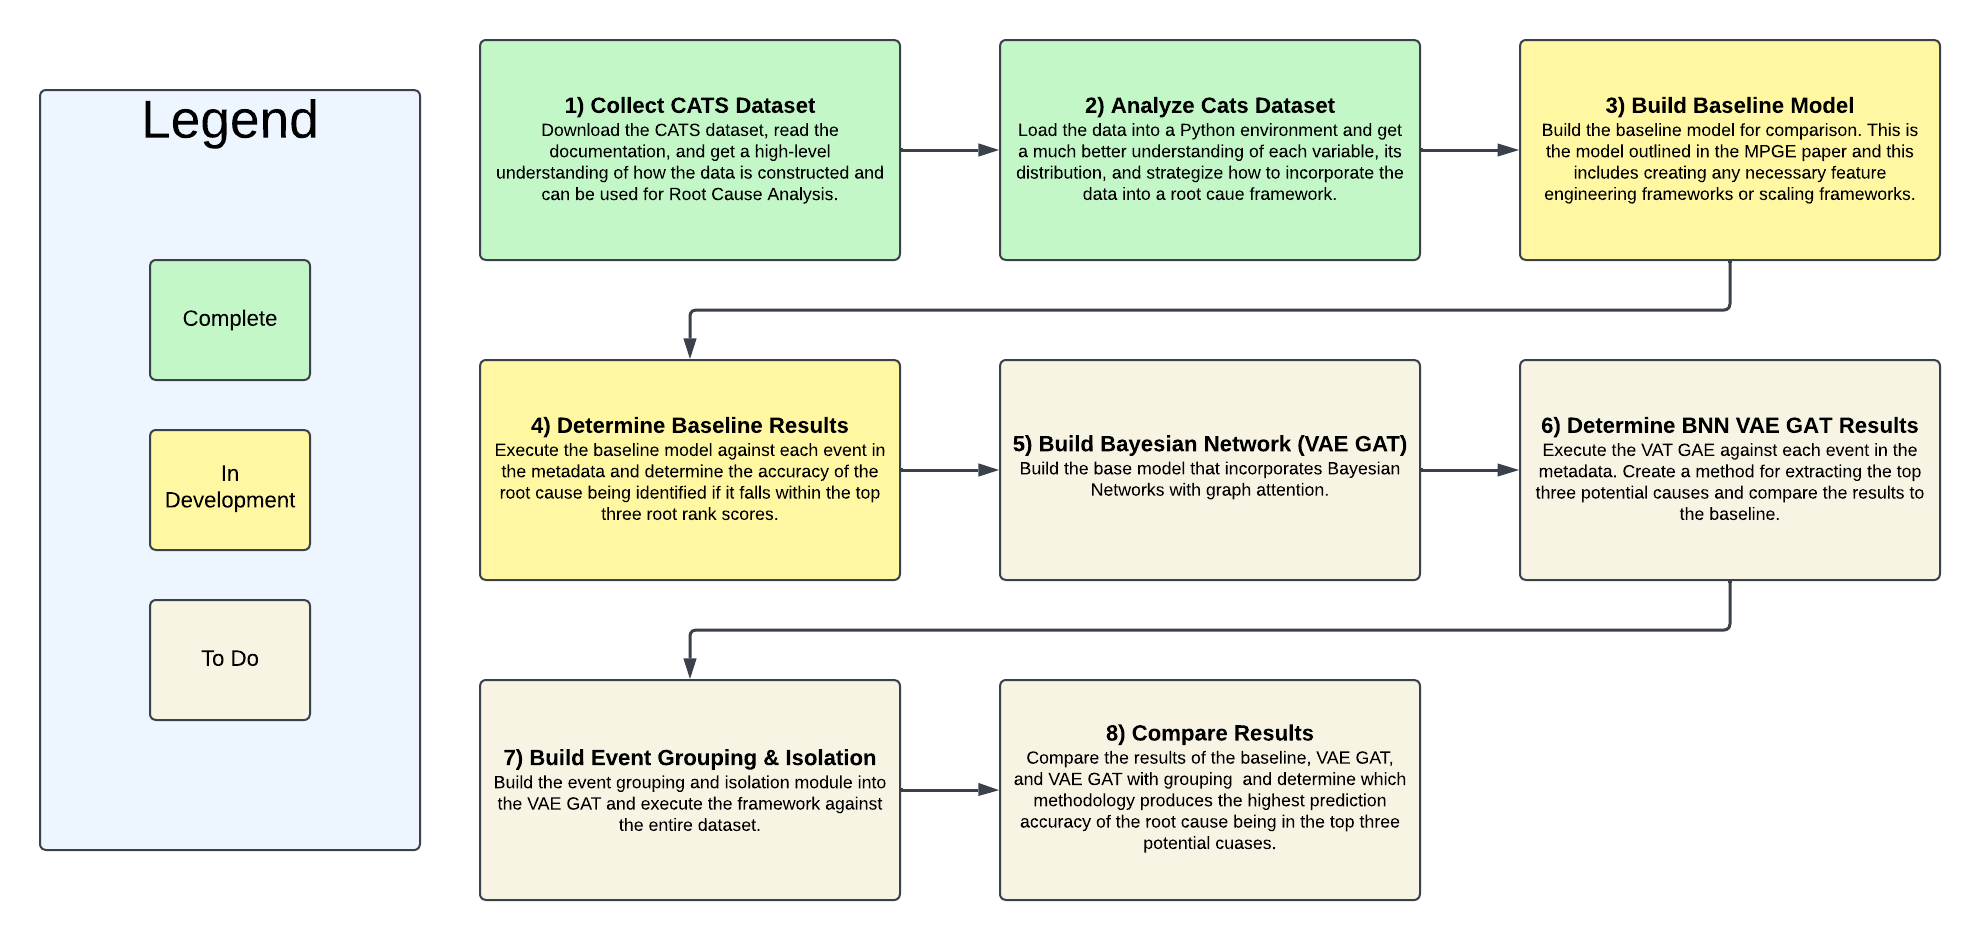 Legend
Complete
In
Development
To Do
1) Collect CATS Dataset
Download the CATS dataset, read the
documentation, and get a high-level
understanding of how the data is constructed and
can be used for Root Cause Analysis.
2) Analyze Cats Dataset
Load the data into a Python environment and get
a much better understanding of each variable, its
distribution, and strategize how to incorporate the
data into a root caue framework.
3) Build Baseline Model
Build the baseline model for comparison. This is
the model outlined in the MPGE paper and this
includes creating any necessary feature
engineering frameworks or scaling frameworks.
4) Determine Baseline Results
Execute the baseline model against each event in
the metadata and determine the accuracy of the
root cause being identified if it falls within the top
three root rank scores.
5) Build Bayesian Network (VAE GAT)
Build the base model that incorporates Bayesian
Networks with graph attention.
6) Determine BNN VAE GAT Results
Execute the VAT GAE against each event in the
metadata. Create a method for extracting the top
three potential causes and compare the results to
the baseline.
7) Build Event Grouping & Isolation
Build the event grouping and isolation module into
the VAE GAT and execute the framework against
the entire dataset.
8) Compare Results
Compare the results of the baseline, VAE GAT,
and VAE GAT with grouping  and determine which
methodology produces the highest prediction
accuracy of the root cause being in the top three
potential cuases.